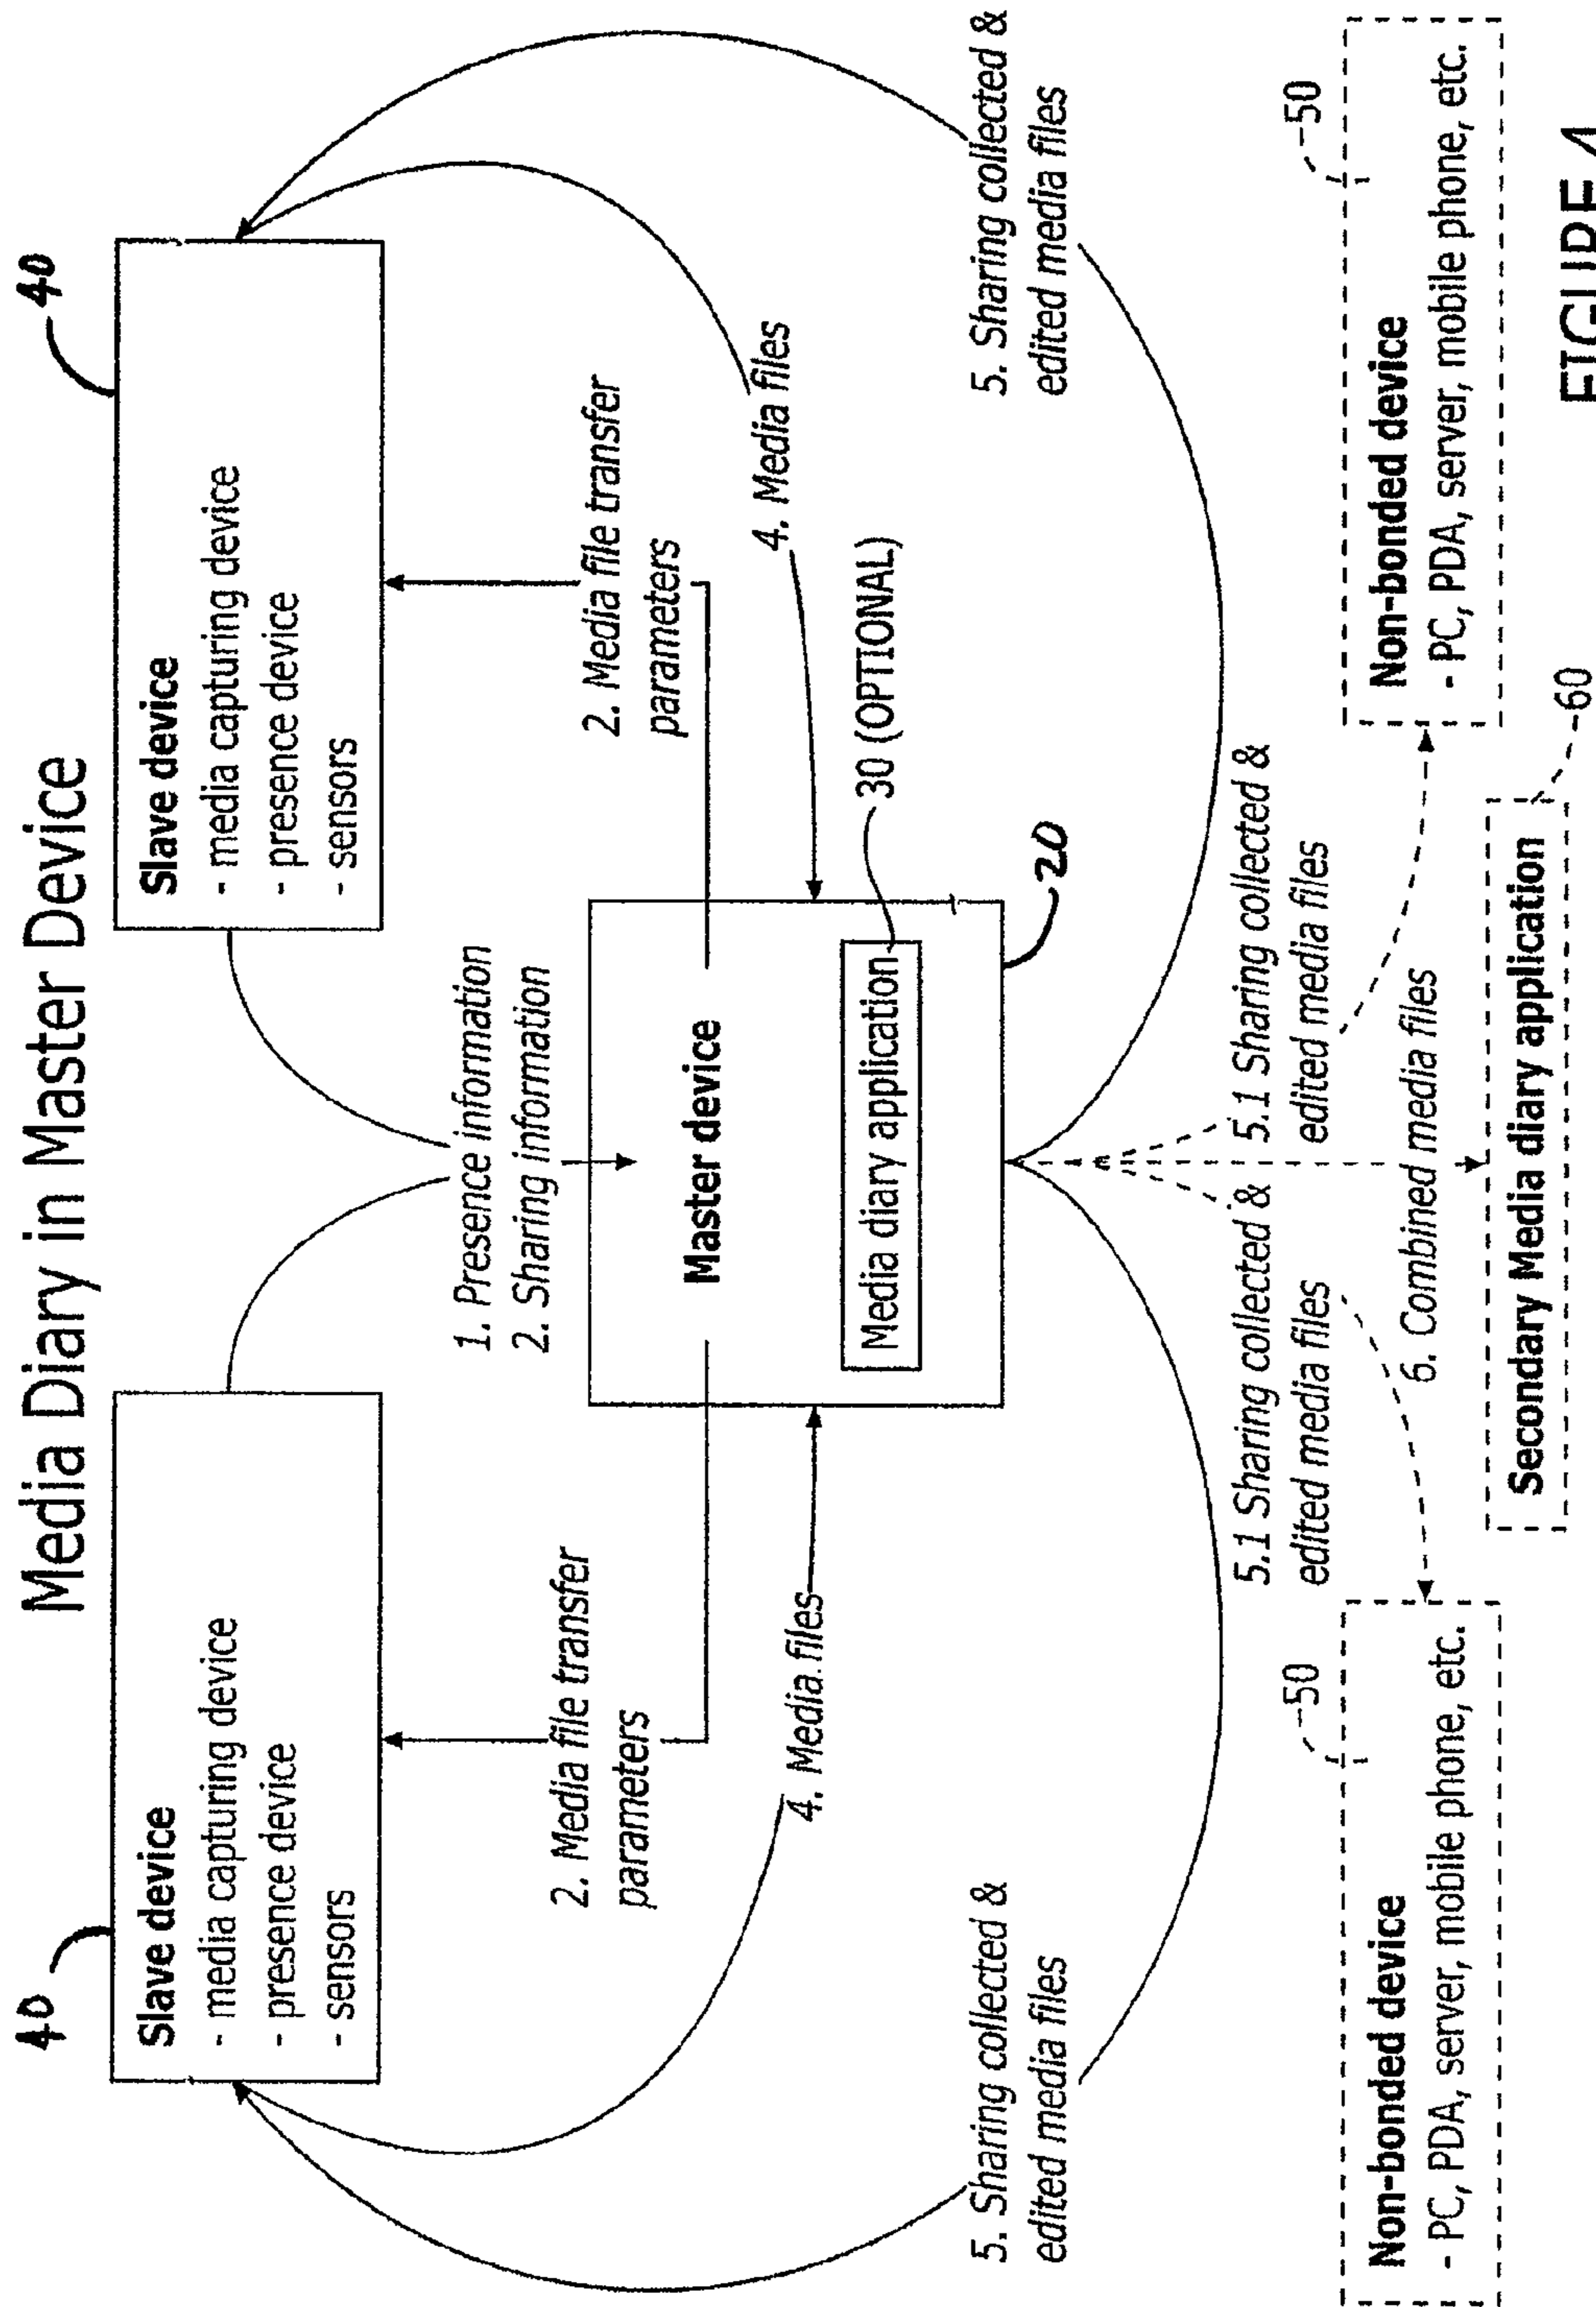 Media Diary in Master Device
40
Slave device
- media capturing device
- presence device
- sensors
40
Slave device
- media capturing device
- presence device
- sensors
1. Presence information
2. Sharing information
2. Media file transfer
parameters
2. Media file transfer
parameters
Master device
Media diary application
4. Media files
4. Media files
30 (OPTIONAL)
20
5. Sharing collected &
edited media files
5. Sharing collected &
edited media files
5.1 Sharing collected &
edited media files
5.1 Sharing collected &
edited media files
6. Combined media files
50
Non-bonded device
- PC, PDA, server, mobile phone, etc.
50
Non-bonded device
- PC, PDA, server, mobile phone, etc.
Secondary Media diary application
60
FIGURE 4